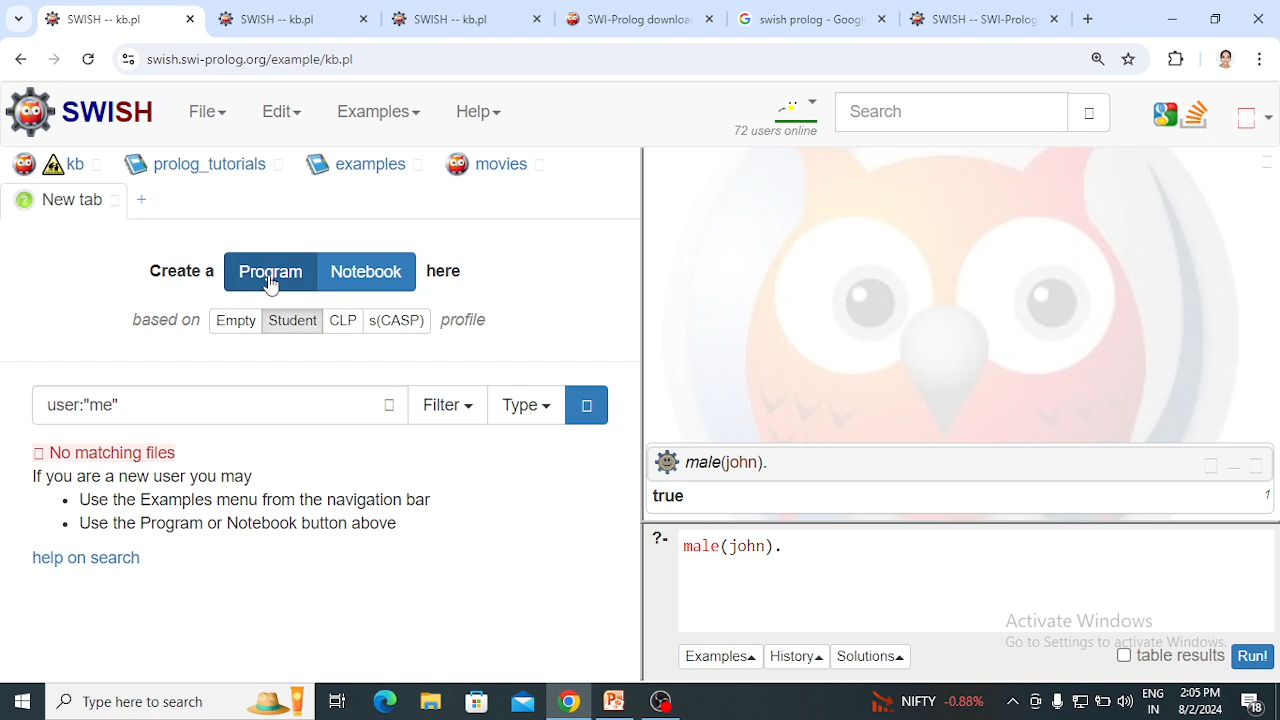 SWISH -- kb.pl
SWISH -- kb.pl
SWISH -- kb.pl
SWI-Prolog downloa
swish prolog - Googl
SWISH -- SWI-Prolog
swish.swi-prolog.org/example/kb.pl
SWISH File Edit Examples Help
72 users online
Search
kb prolog_tutorials examples movies
New tab +
Create a Program Notebook here
based on Empty Student CLP s(CASP) profile
user:"me" Filter Type
No matching files
If you are a new user you may
• Use the Examples menu from the navigation bar
• Use the Program or Notebook button above
help on search
male(john).
true 1
?- male(john).
Activate Windows
Go to Settings to activate Windows.
Examples History Solutions table results Run!
Type here to search
NIFTY -0.88%
ENG
IN
2:05 PM
8/2/2024
18